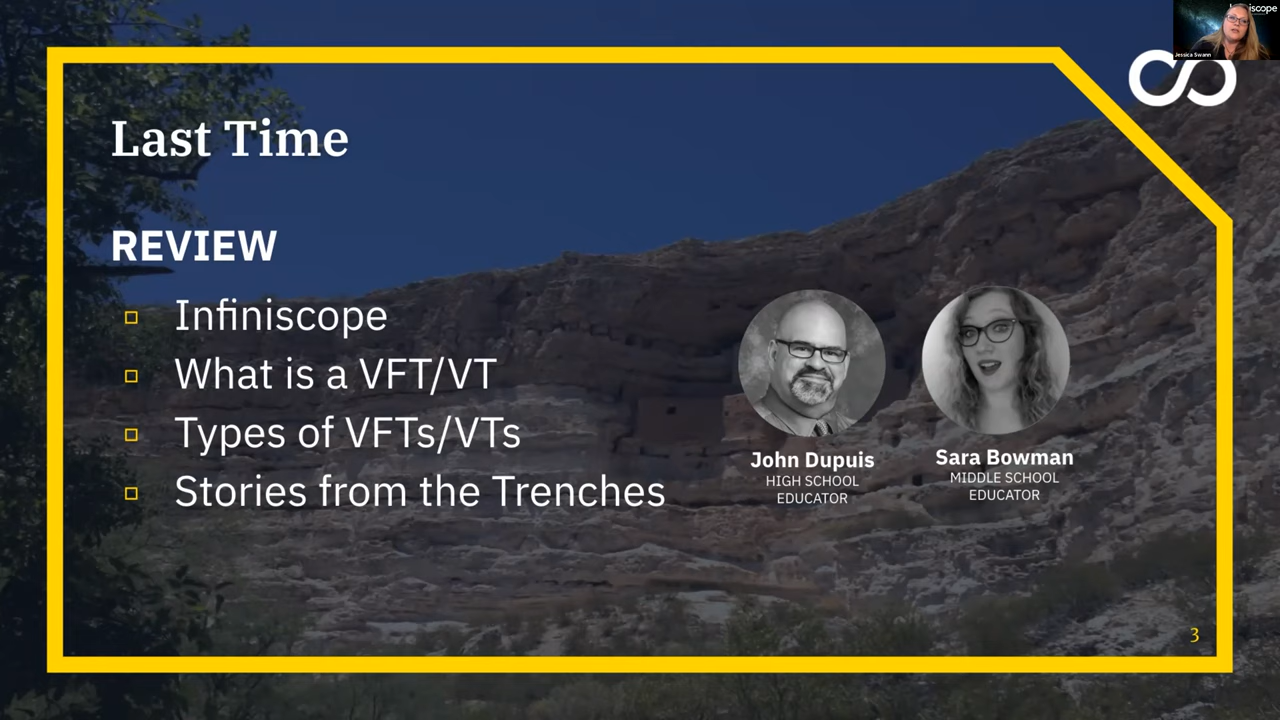 Last Time
REVIEW
Infiniscope
What is a VFT/VT
Types of VFTs/VTs
Stories from the Trenches
John Dupuis
HIGH SCHOOL
EDUCATOR
Sara Bowman
MIDDLE SCHOOL
EDUCATOR
3
Jessica Swann